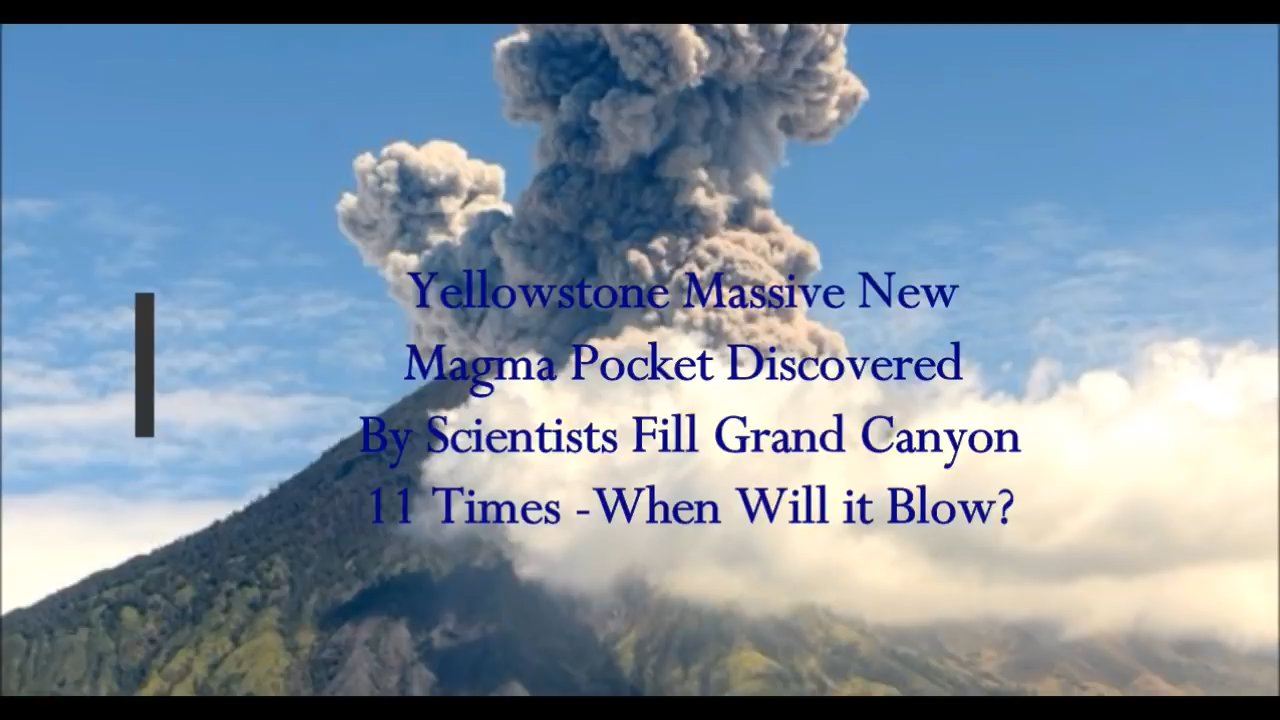 Yellowstone Massive New
Magma Pocket Discovered
By Scientists Fill Grand Canyon
11 Times -When Will it Blow?